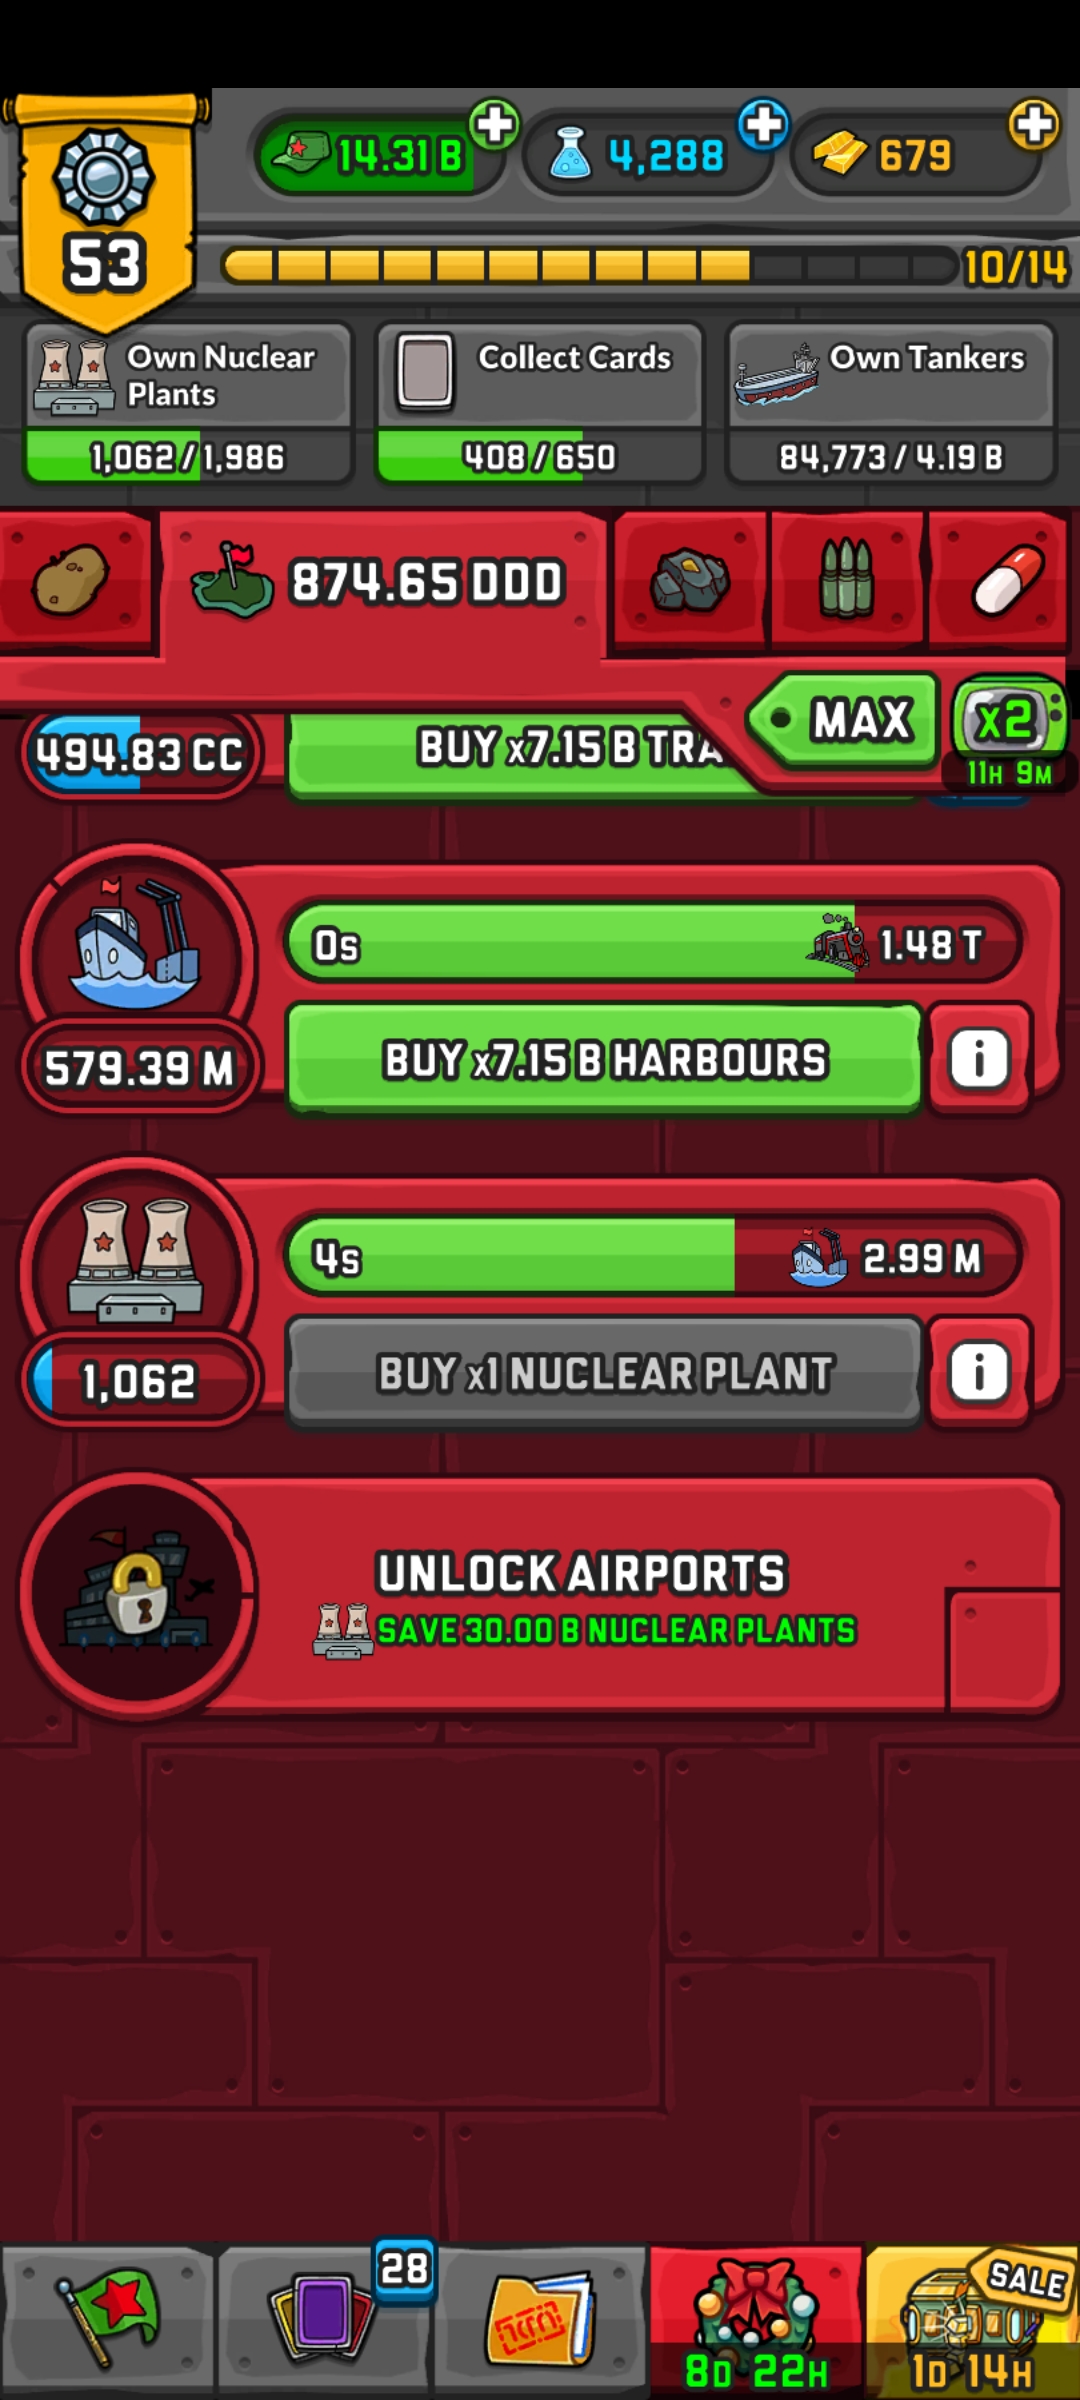 14.31 B
4,288
679
53
10/14
Own Nuclear
Plants
Collect Cards
Own Tankers
1,062/1,986
408/650
84,773/4.19 B
874.65 DDD
MAX
x2
11H 9M
494.83 CC
BUY x7.15 B TRA
0s
1.48 T
579.39 M
BUY x7.15 B HARBOURS
i
4s
2.99 M
1,062
BUY x1 NUCLEAR PLANT
i
UNLOCK AIRPORTS
SAVE 30.00 B NUCLEAR PLANTS
28
SALE
8D 22H
1D 14H